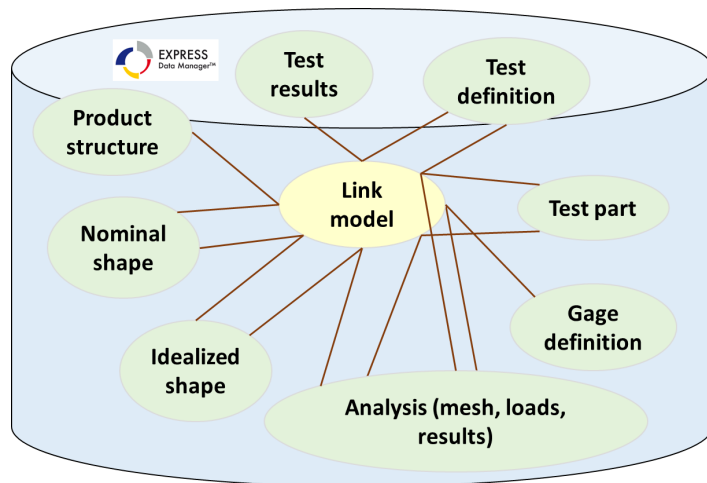 EXPRESS
Data Manager™
Test
results
Test
definition
Product
structure
Link
model
Test part
Nominal
shape
Gage
definition
Idealized
shape
Analysis (mesh, loads,
results)